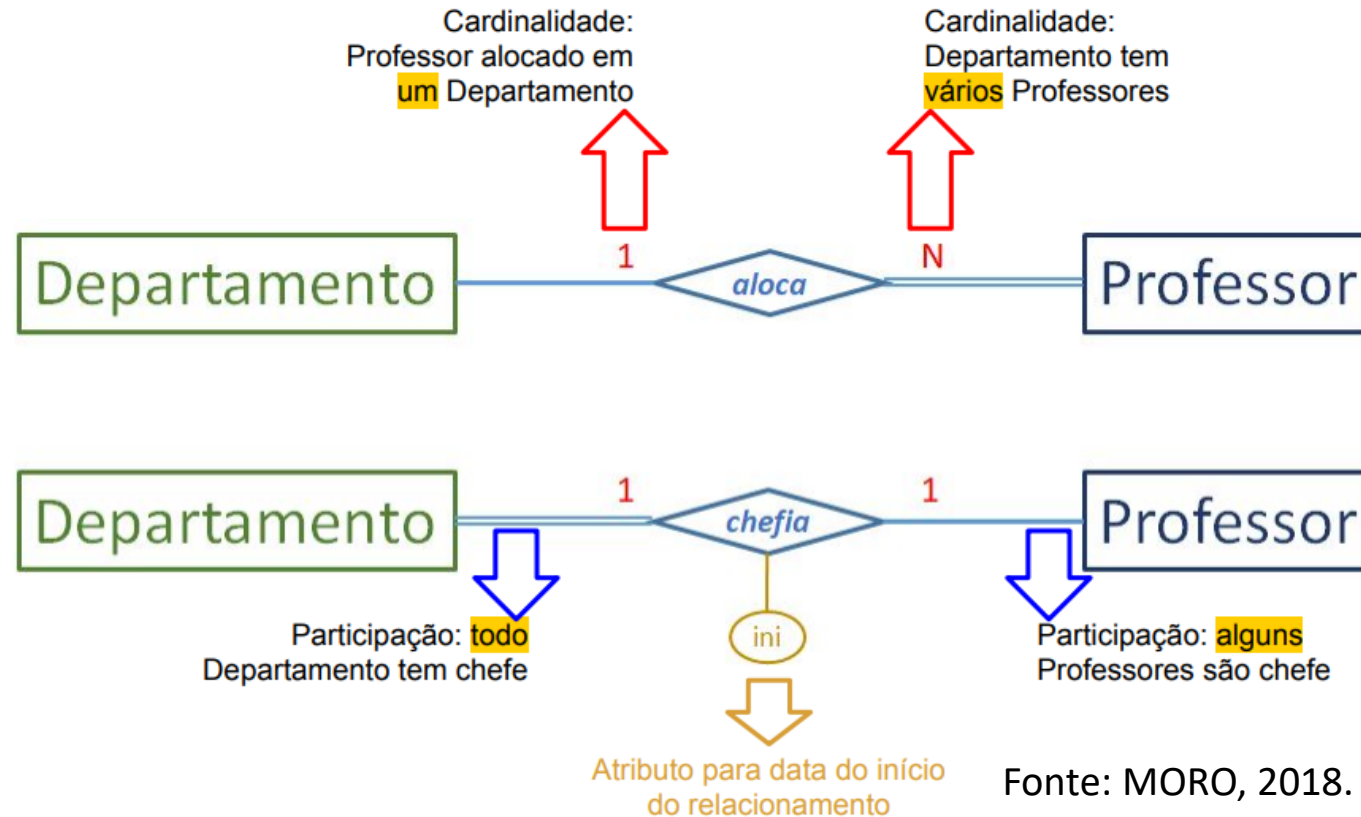 Cardinalidade:
Professor alocado em
um Departamento
Cardinalidade:
Departamento tem
vários Professores
Departamento
1
aloca
N
Professor
Departamento
1
chefia
1
Professor
Participação: todo
Departamento tem chefe
ini
Participação: alguns
Professores são chefe
Atributo para data do início
do relacionamento
Fonte: MORO, 2018.